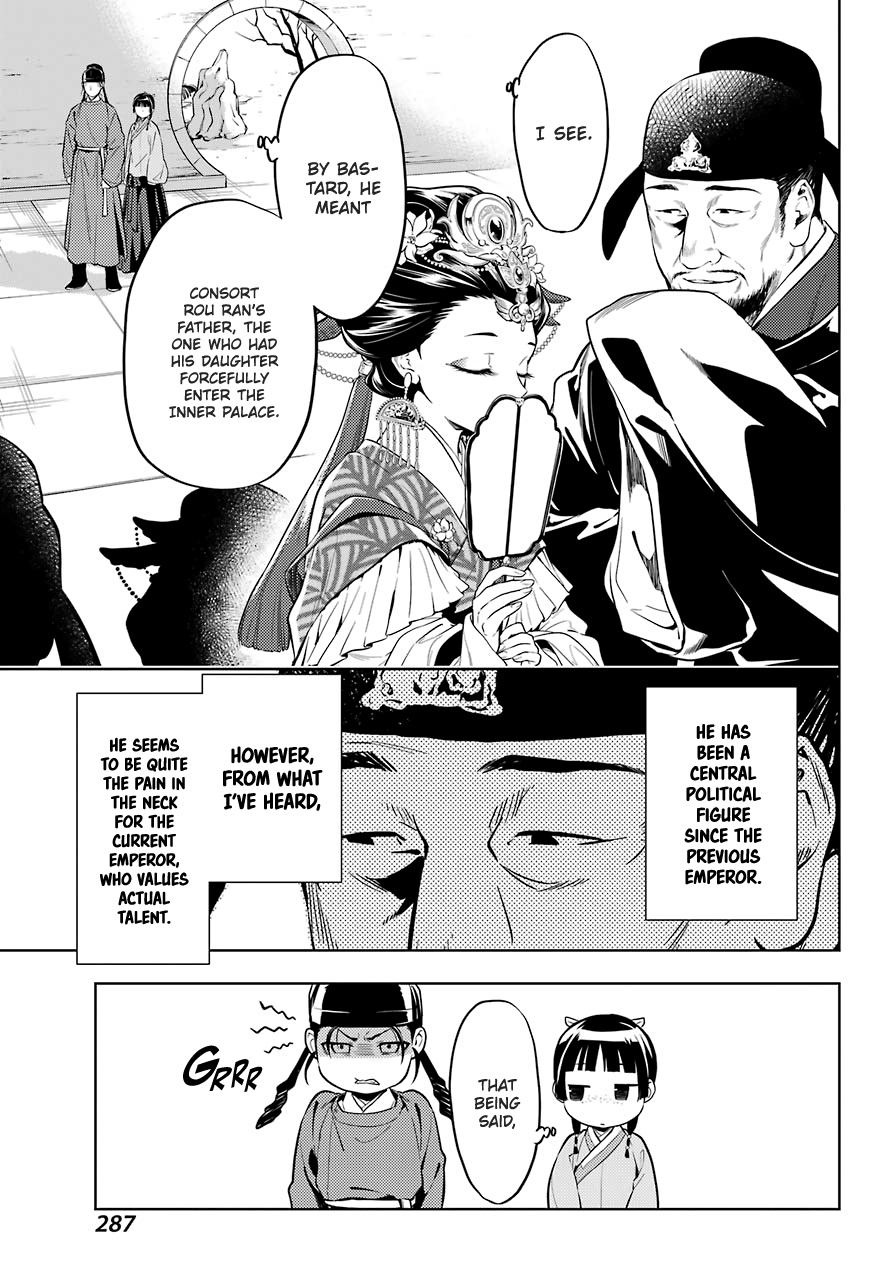 I SEE.
BY BAS-
TARD, HE
MEANT
CONSORT
ROU RAN'S
FATHER, THE
ONE WHO HAD
HIS DAUGHTER
FORCEFULLY
ENTER THE
INNER PALACE.
HE HAS
BEEN A
CENTRAL
POLITICAL
FIGURE
SINCE THE
PREVIOUS
EMPEROR.
HOWEVER,
FROM WHAT
I'VE HEARD,
HE SEEMS
TO BE QUITE
THE PAIN IN
THE NECK
FOR THE
CURRENT
EMPEROR,
WHO VALUES
ACTUAL
TALENT.
THAT
BEING
SAID,
GRRR
287